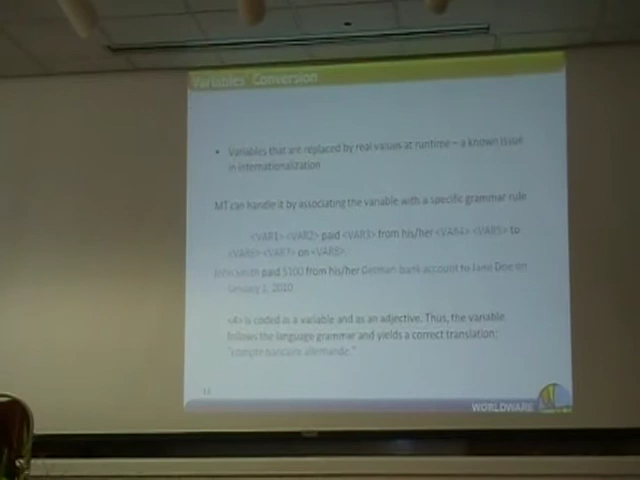 Variables' Conversion
• Variables that are replaced by real values at runtime – a known issue
in internationalization
MT can handle it by associating the variable with a specific grammar rule
<VAR1> <VAR2> paid <VAR3> from his/her <VAR4> <VAR5> to
<VAR6> <VAR7> on <VAR8>.
John Smith paid $100 from his/her German bank account to Jane Doe on
January 2, 2010
<4> is coded as a variable and as an adjective. Thus, the variable
follows the language grammar and yields a correct translation:
"compte bancaire allemande."
WORLDWARE